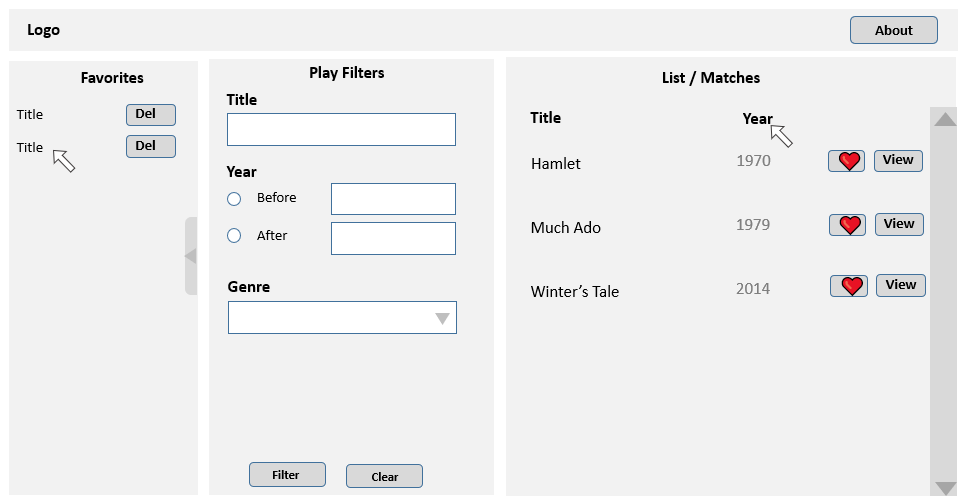 Logo
About
Favorites
Title Del
Title Del
Play Filters
Title
Year
Before
After
Genre
Filter Clear
List / Matches
Title Year
Hamlet 1970 View
Much Ado 1979 View
Winter’s Tale 2014 View